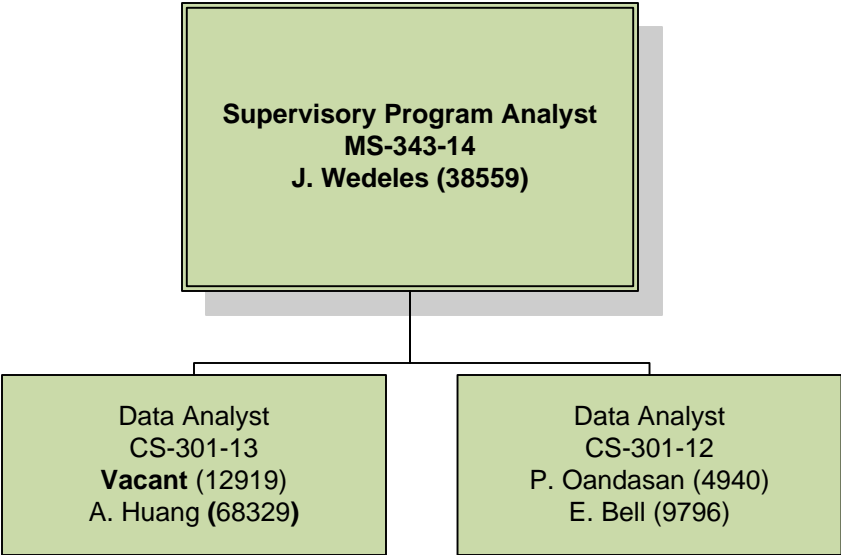 Supervisory Program Analyst
MS-343-14
J. Wedeles (38559)
Data Analyst
CS-301-13
Vacant (12919)
A. Huang (68329)
Data Analyst
CS-301-12
P. Oandasan (4940)
E. Bell (9796)